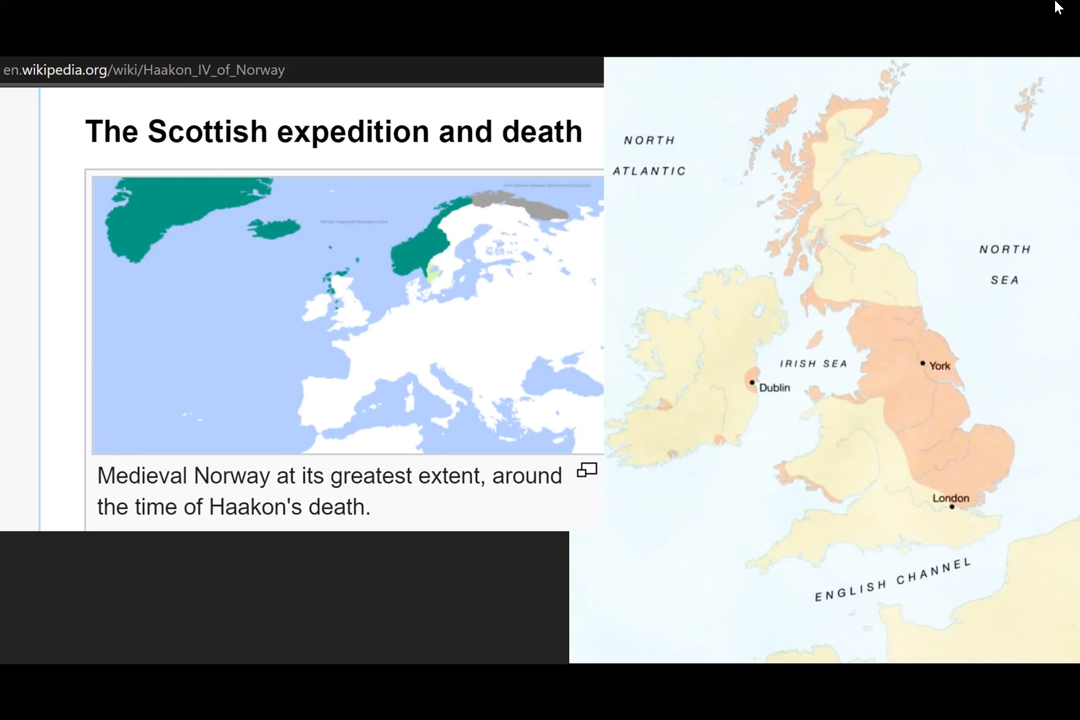 en.wikipedia.org/wiki/Haakon_IV_of_Norway
The Scottish expedition and death
Medieval Norway at its greatest extent, around
the time of Haakon's death.
NORTH
ATLANTIC
NORTH
SEA
IRISH SEA
York
Dublin
London
ENGLISH CHANNEL